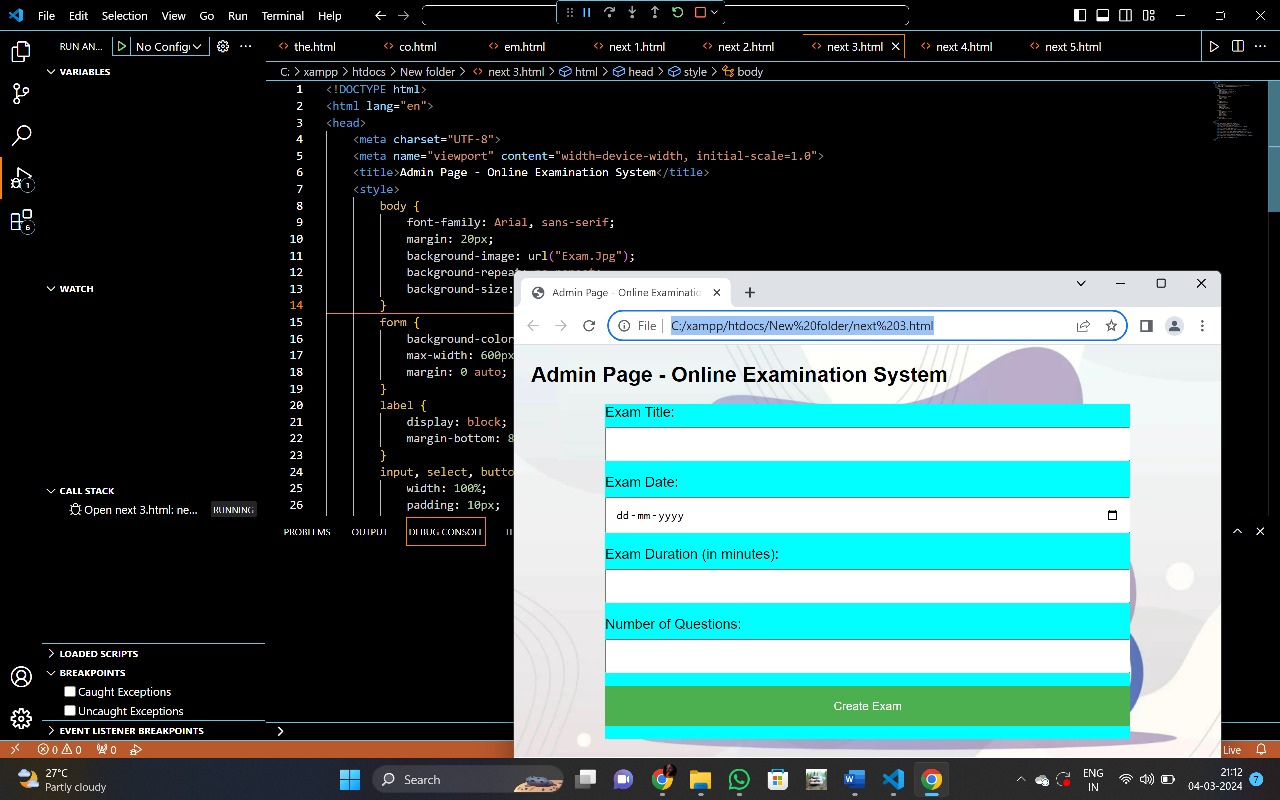 File Edit Selection View Go Run Terminal Help
RUN AN... No Config
the.html co.html em.html next 1.html next 2.html next 3.html next 4.html next 5.html
VARIABLES
C: > xampp > htdocs > New folder > next 3.html > html > head > style > body
1 <!DOCTYPE html>
2 <html lang="en">
3 <head>
4 <meta charset="UTF-8">
5 <meta name="viewport" content="width=device-width, initial-scale=1.0">
6 <title>Admin Page - Online Examination System</title>
7 <style>
8 body {
9 font-family: Arial, sans-serif;
10 margin: 20px;
11 background-image: url("Exam.Jpg");
12 background-repeat:
13 background-size:
14 }
15 form {
16 background-color
17 max-width: 600px
18 margin: 0 auto;
19 }
20 label {
21 display: block;
22 margin-bottom: 8
23 }
24 input, select, butto
25 width: 100%;
26 padding: 10px;
WATCH
CALL STACK
Open next 3.html: ne... RUNNING
PROBLEMS OUTPUT DEBUG CONSOLE
LOADED SCRIPTS
BREAKPOINTS
Caught Exceptions
Uncaught Exceptions
EVENT LISTENER BREAKPOINTS
1
6
0 0 0
Live
Admin Page - Online Examinatio
File C:/xampp/htdocs/New%20folder/next%203.html
Admin Page - Online Examination System
Exam Title:
Exam Date:
dd-mm-yyyy
Exam Duration (in minutes):
Number of Questions:
Create Exam
27°C
Partly cloudy
Search
ENG
IN
21:12
04-03-2024
7